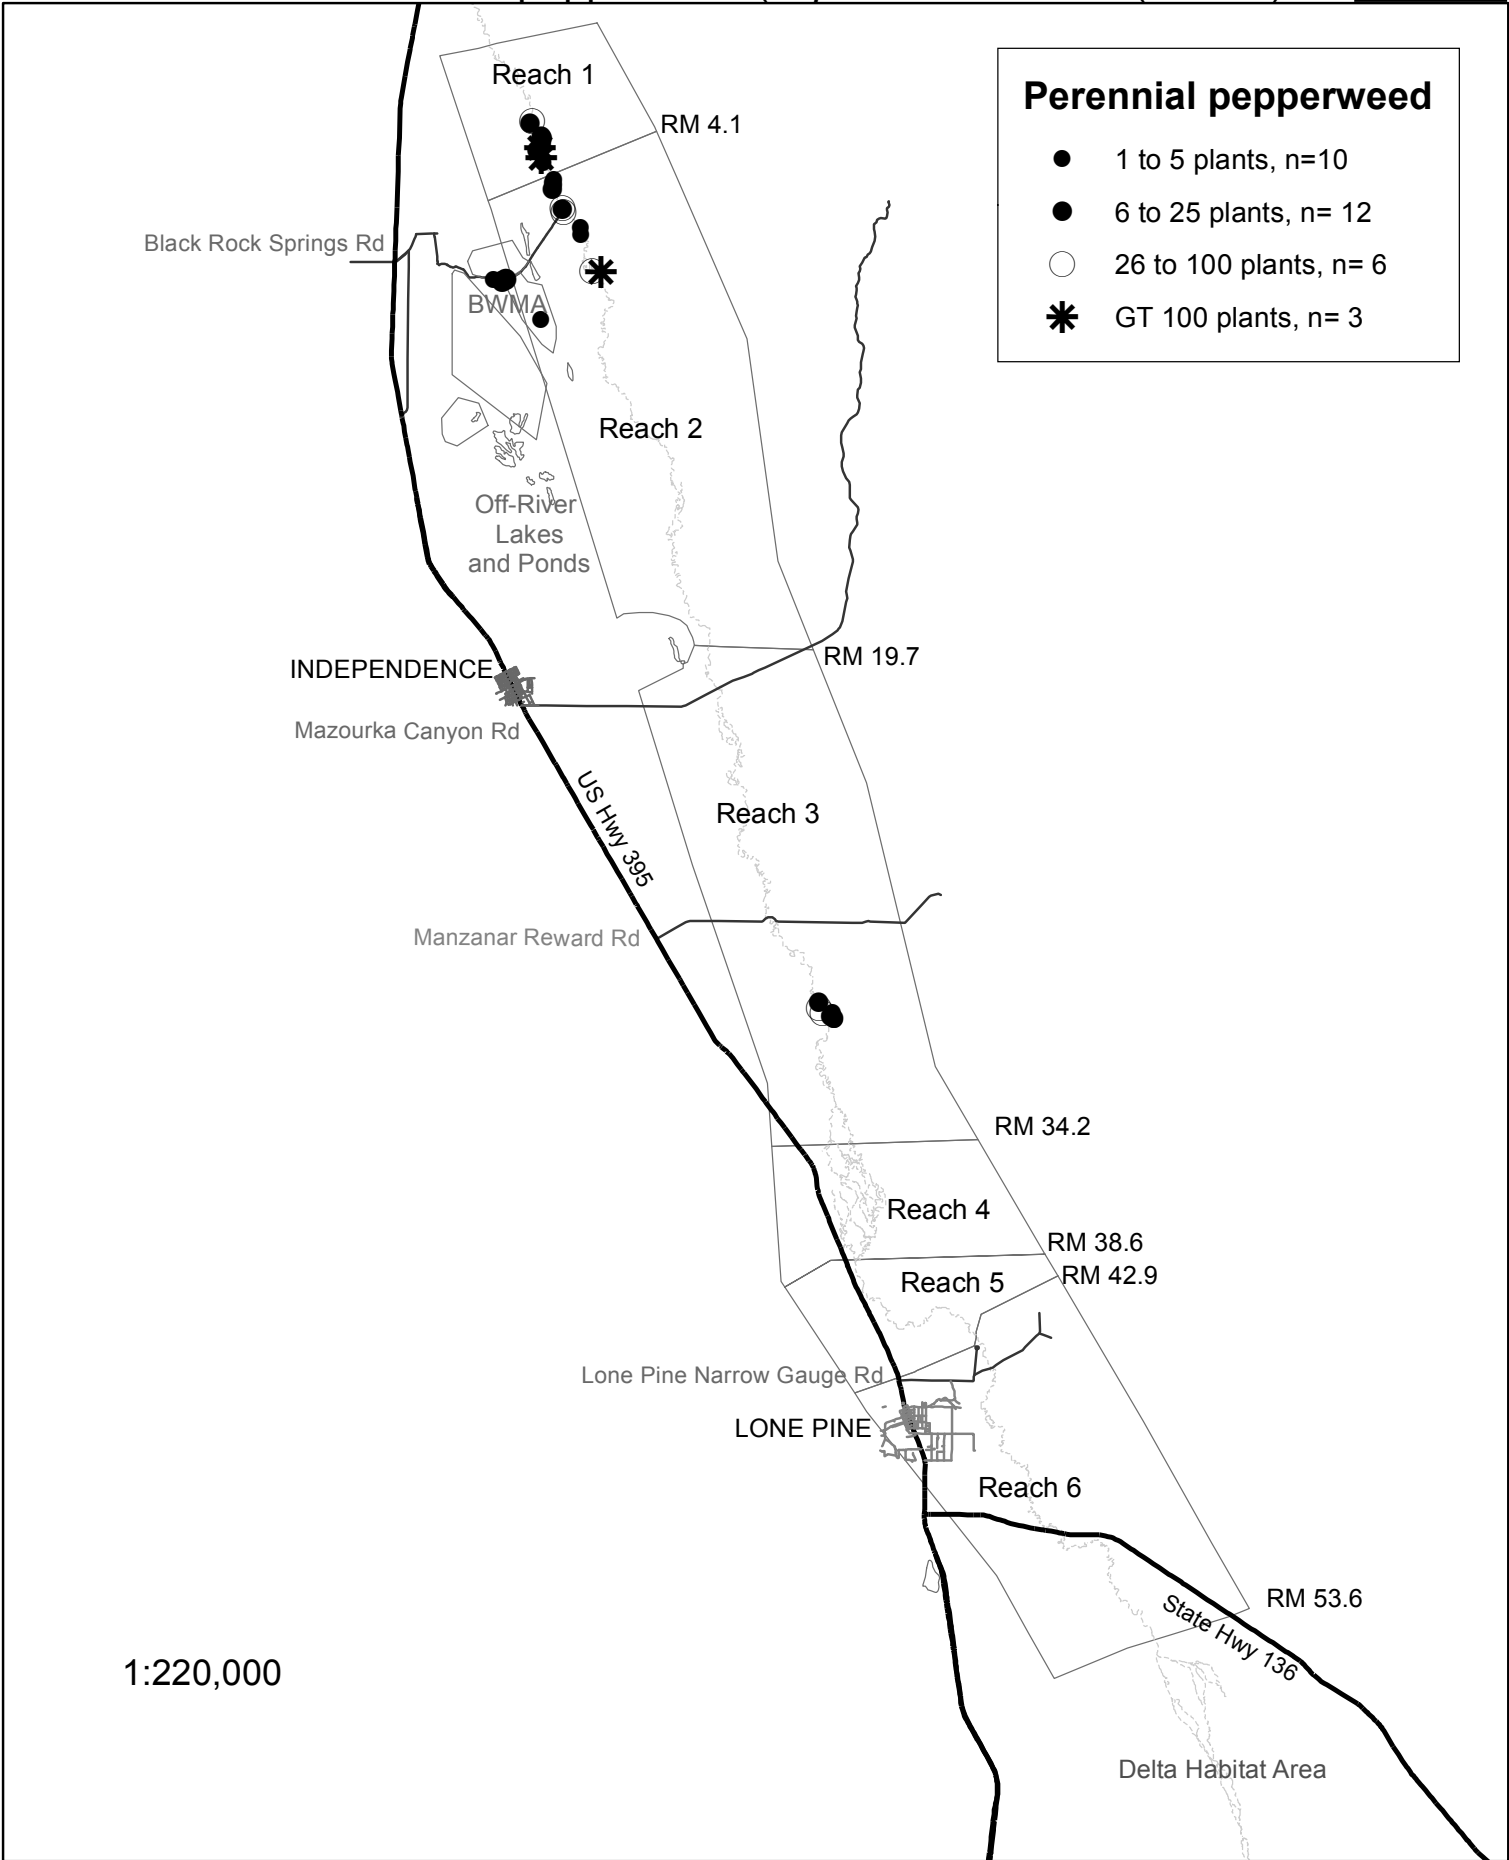 Reach 1
Perennial pepperweed
RM 4.1
1 to 5 plants, n=10
6 to 25 plants, n= 12
26 to 100 plants, n= 6
GT 100 plants, n= 3
Black Rock Springs Rd
BWMA
Reach 2
Off-River
Lakes
and Ponds
RM 19.7
INDEPENDENCE
Mazourka Canyon Rd
US Hwy 395
Reach 3
Manzanar Reward Rd
RM 34.2
Reach 4
RM 38.6
RM 42.9
Reach 5
Lone Pine Narrow Gauge Rd
LONE PINE
Reach 6
RM 53.6
State Hwy 136
1:220,000
Delta Habitat Area